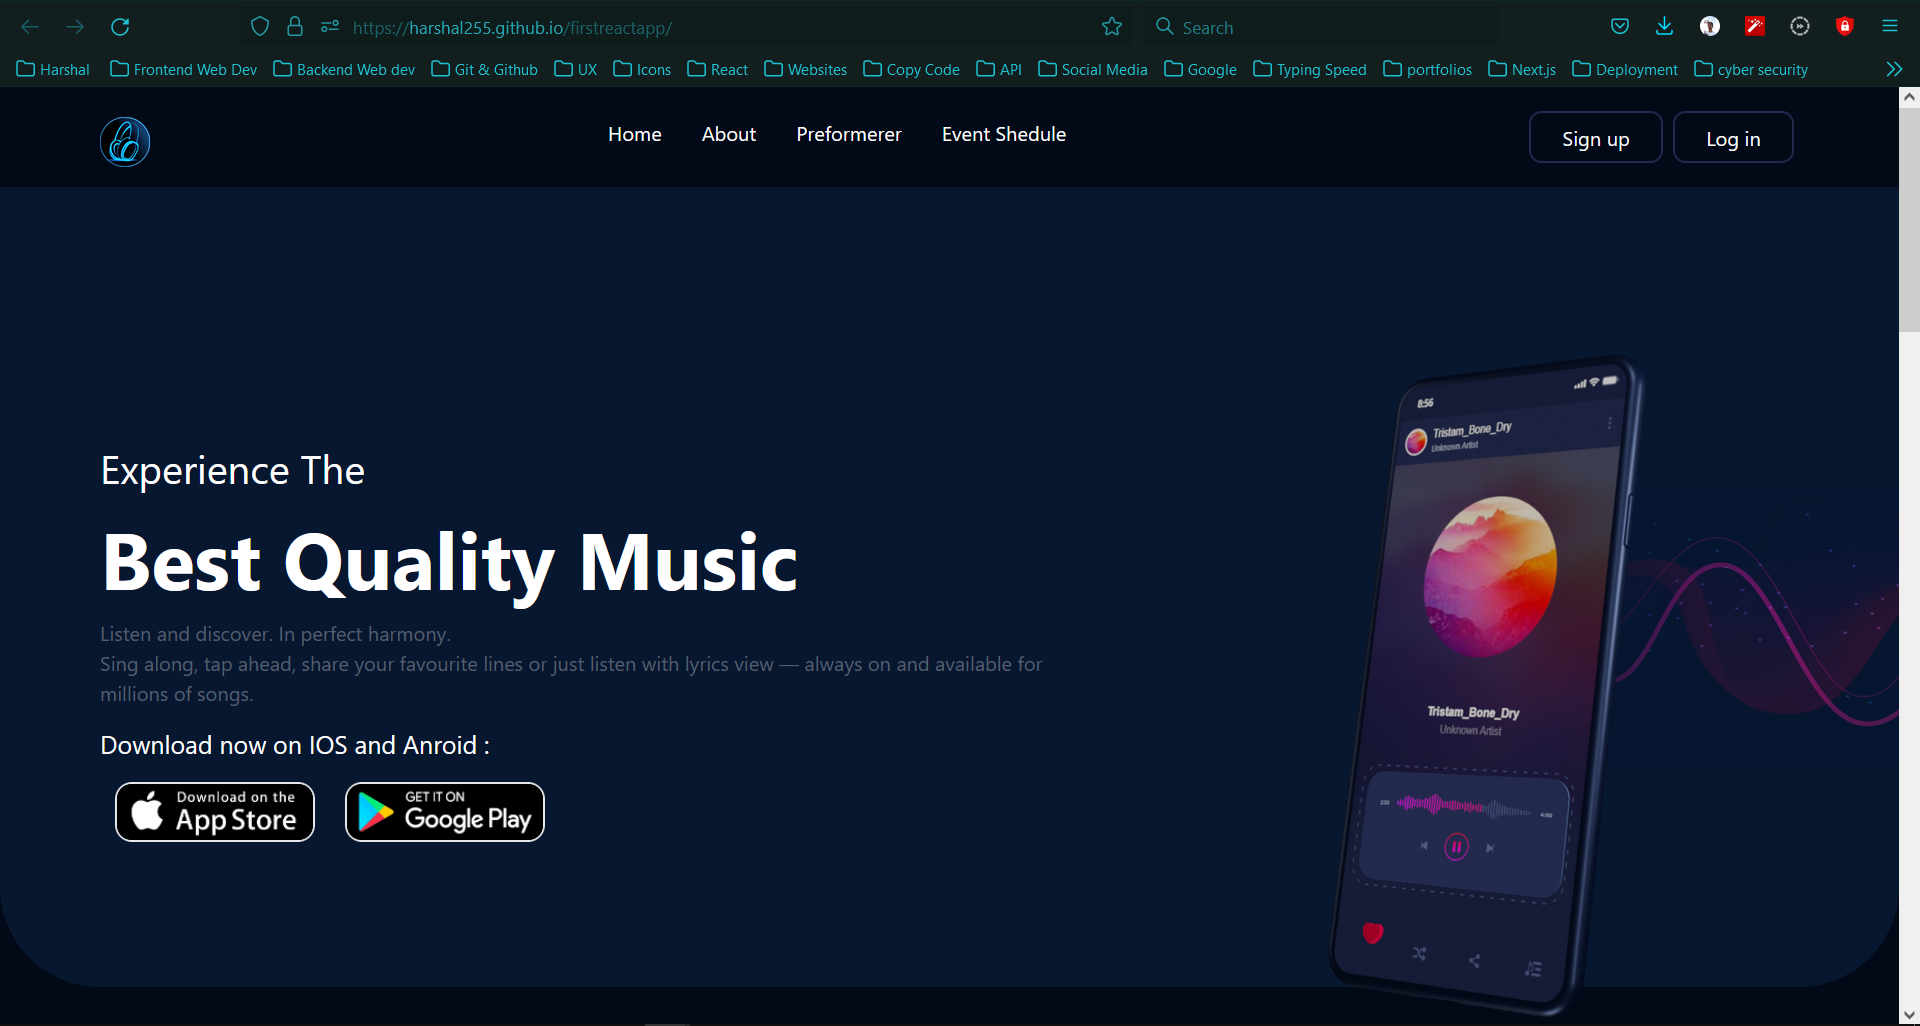 https://harshal255.github.io/firstreactapp/
Search
Harshal Frontend Web Dev Backend Web dev Git & Github UX Icons React Websites Copy Code API Social Media Google Typing Speed portfolios Next.js Deployment cyber security
Home About Preformerer Event Shedule
Sign up Log in
Experience The
Best Quality Music
Listen and discover. In perfect harmony.
Sing along, tap ahead, share your favourite lines or just listen with lyrics view — always on and available for
millions of songs.
Download now on IOS and Anroid :
Download on the
App Store
GET IT ON
Google Play
8:56
Tristam_Bone_Dry
Unknown Artist
Tristam_Bone_Dry
Unknown Artist
230
4:00